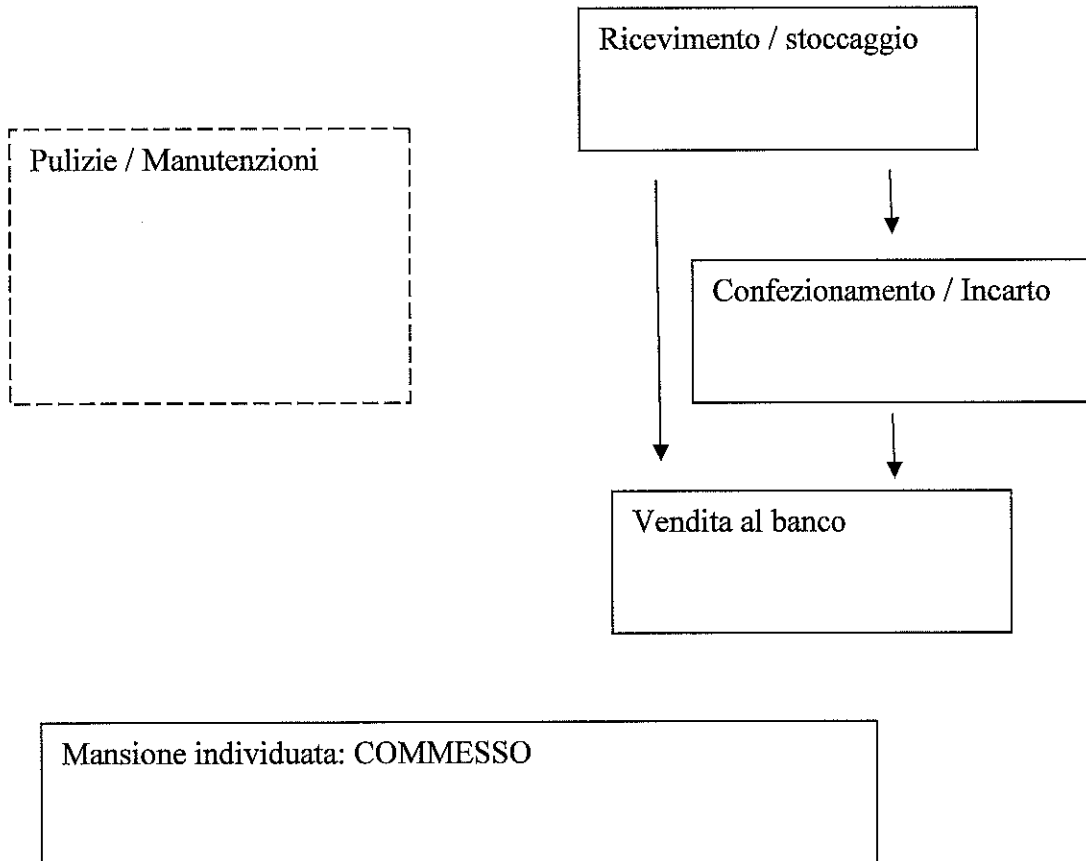 Ricevimento / stoccaggio
Pulizie / Manutenzioni
Confezionamento / Incarto
Vendita al banco
Mansione individuata: COMMESSO